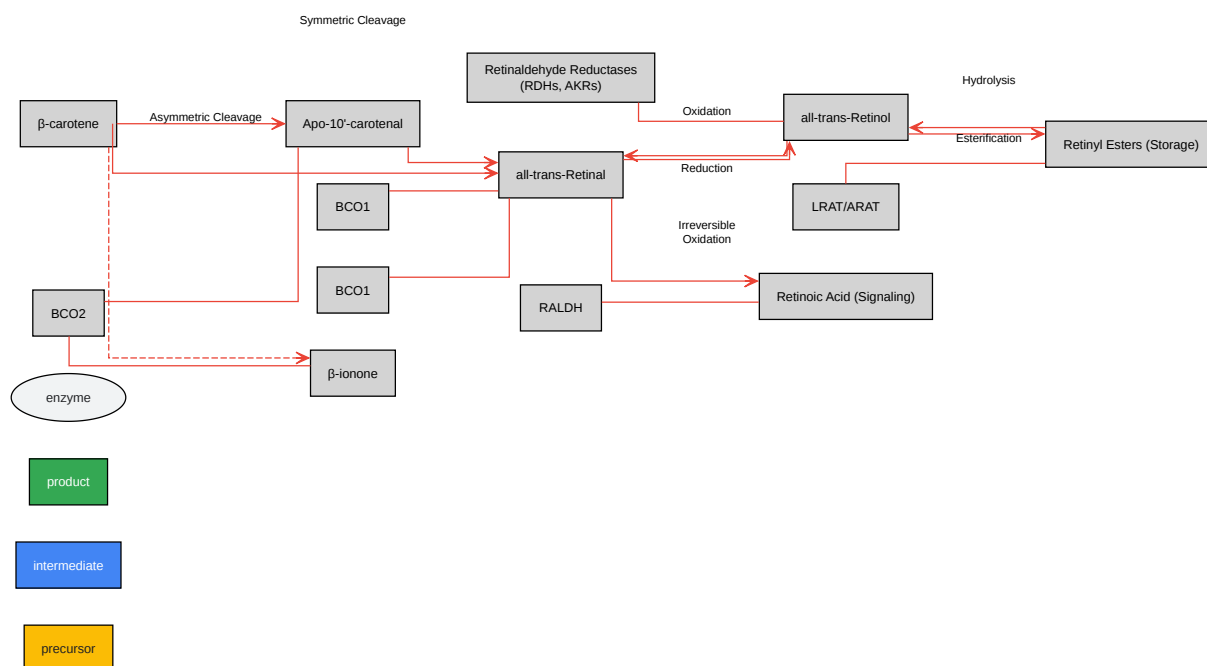 Symmetric Cleavage
Retinaldehyde Reductases
(RDHs, AKRs)
Hydrolysis
β-carotene
Asymmetric Cleavage
Apo-10'-carotenal
Oxidation
all-trans-Retinol
Esterification
Retinyl Esters (Storage)
all-trans-Retinal
Reduction
BCO1
LRAT/ARAT
Irreversible
Oxidation
BCO1
BCO2
RALDH
Retinoic Acid (Signaling)
β-ionone
enzyme
product
intermediate
precursor